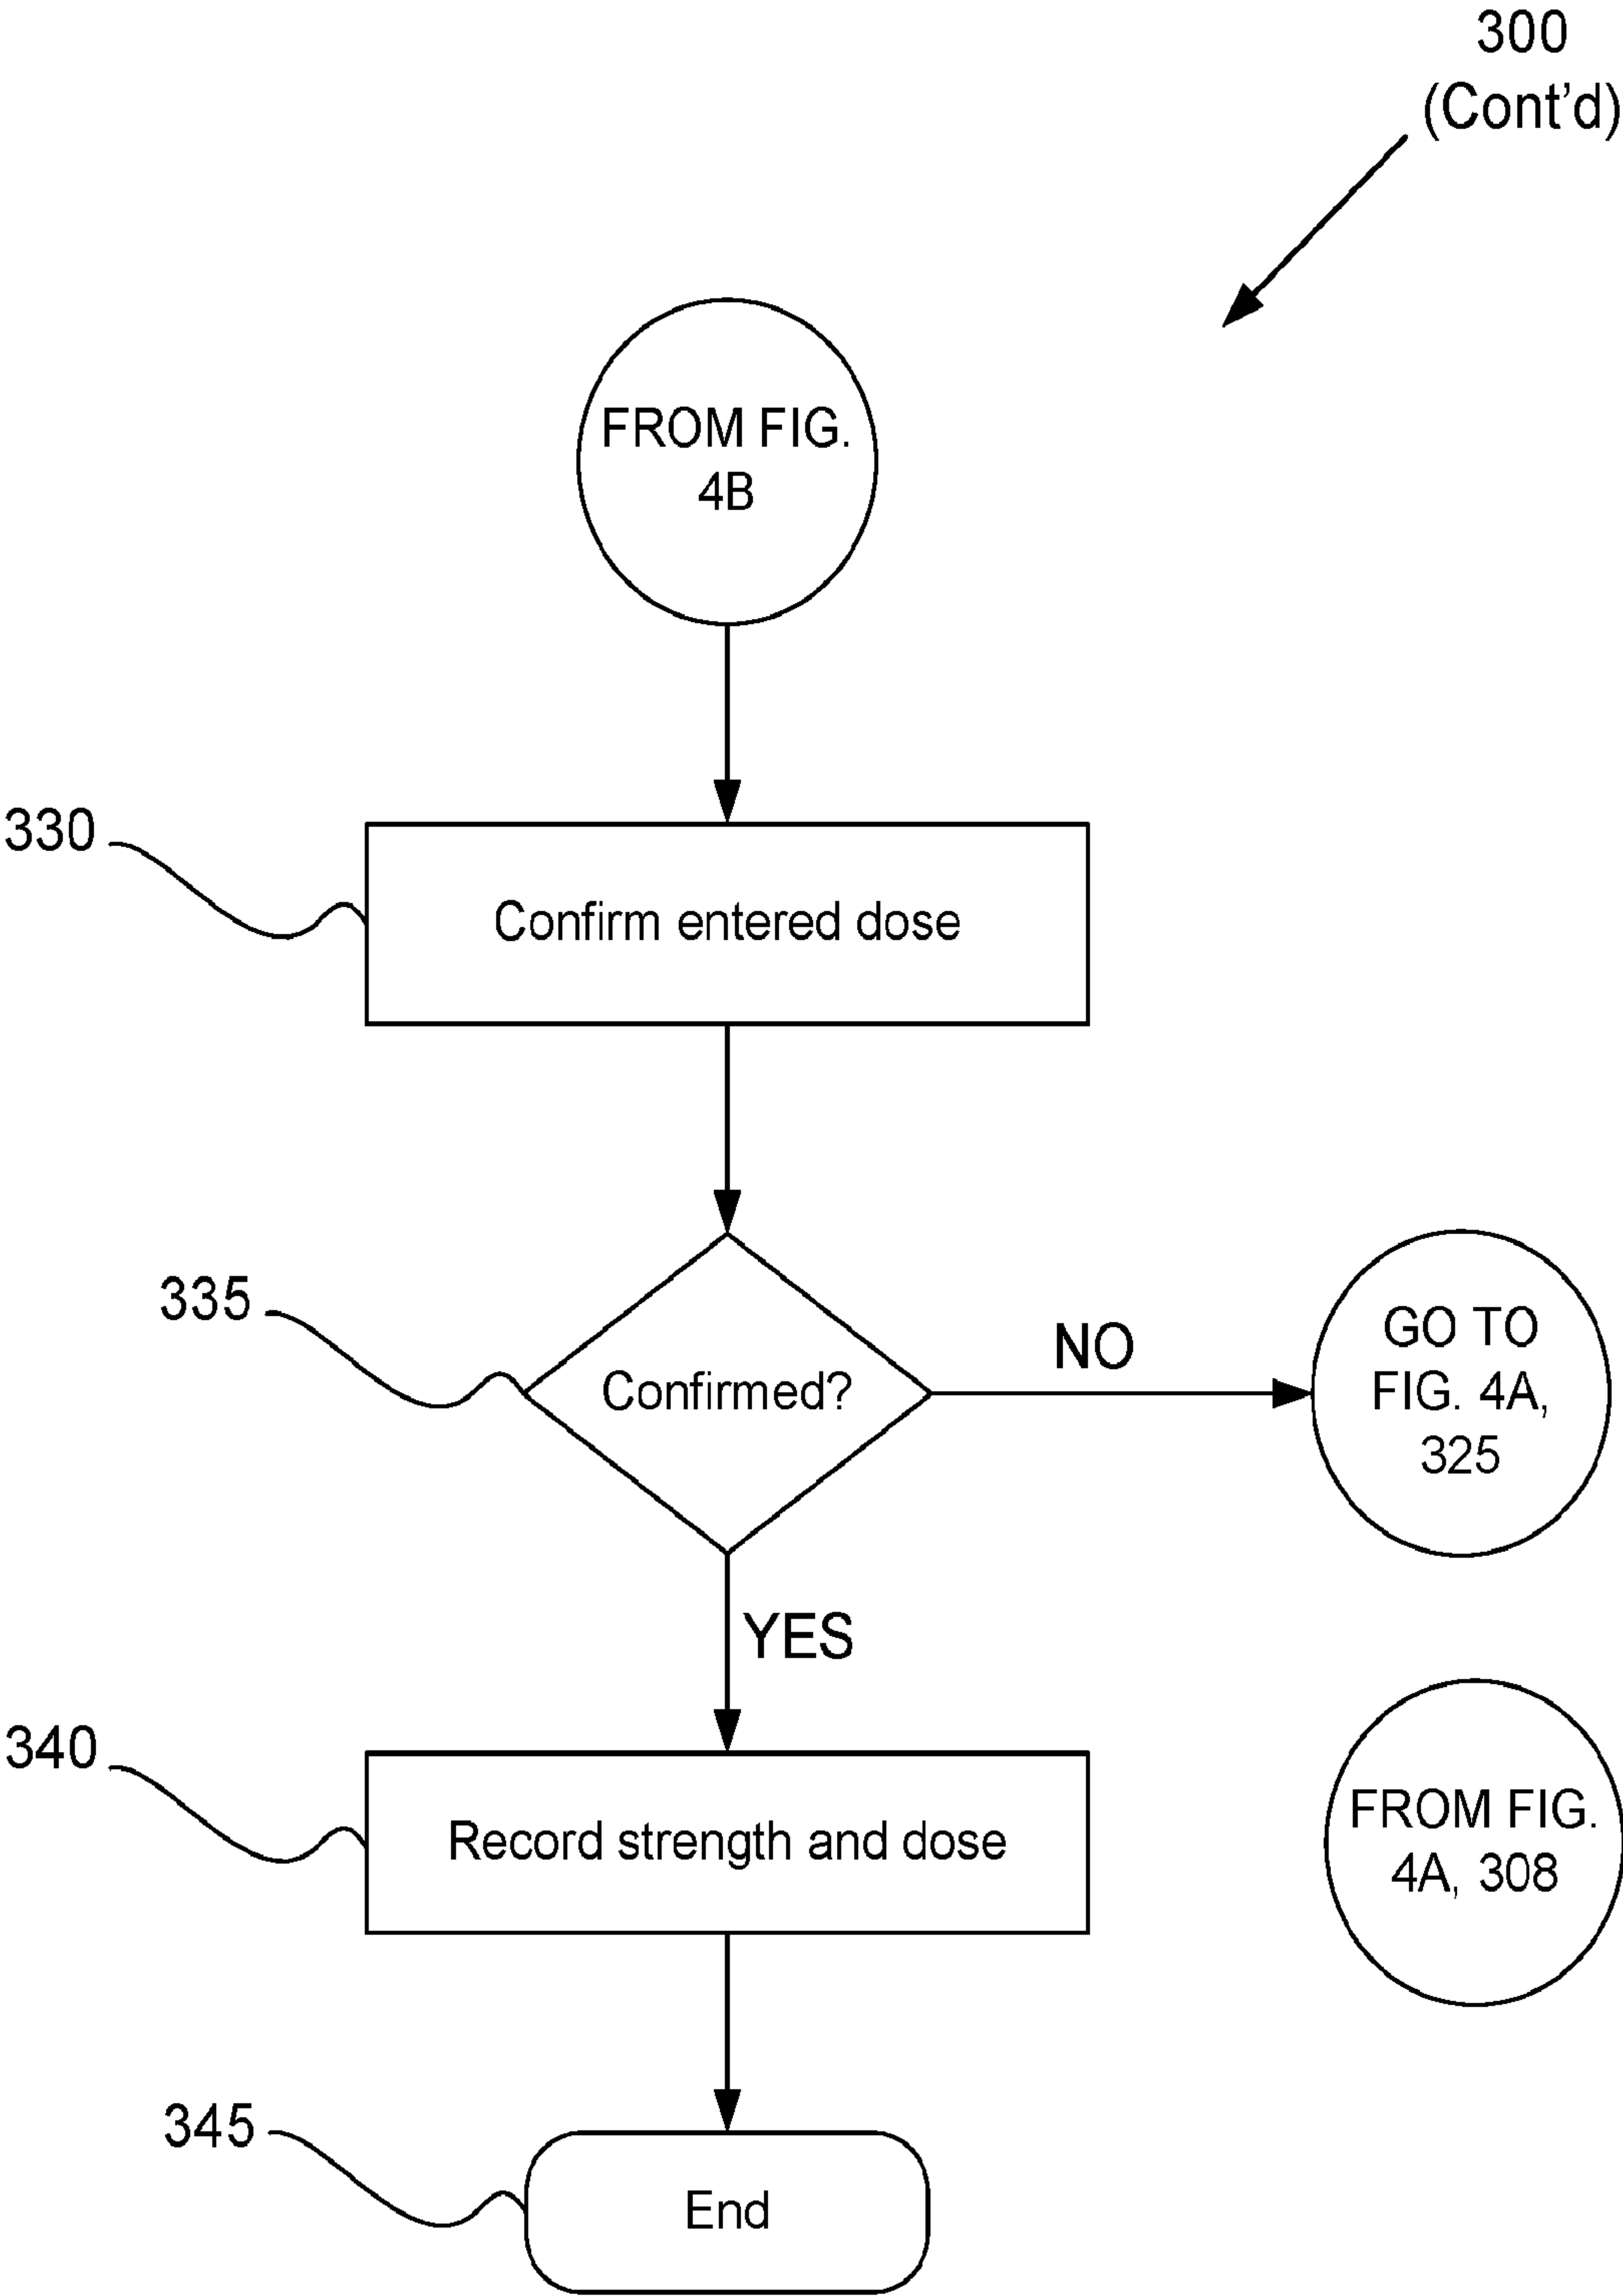 300
(Cont'd)
FROM FIG.
4B
330
Confirm entered dose
335
Confirmed?
NO
GO TO
FIG. 4A,
325
YES
340
Record strength and dose
FROM FIG.
4A, 308
345
End